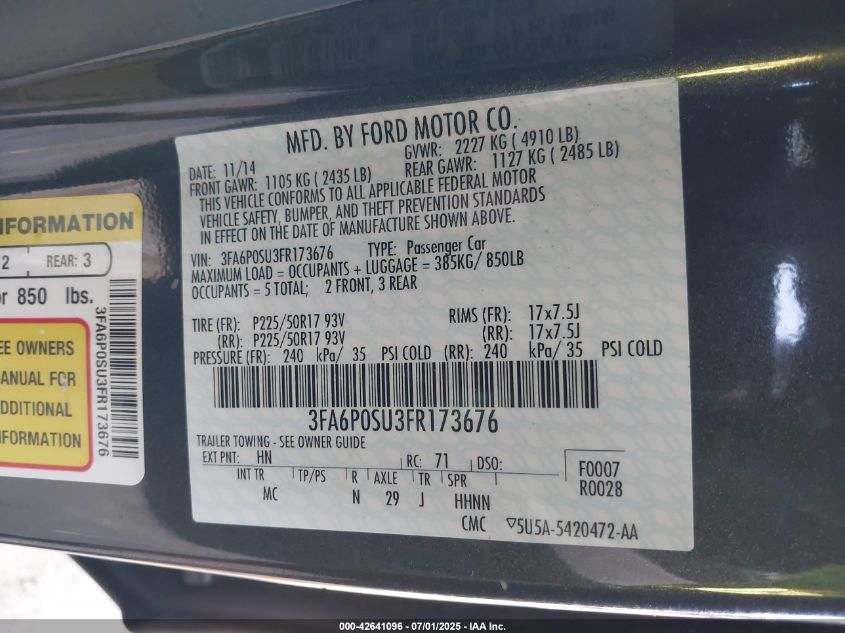 MFD. BY FORD MOTOR CO.
DATE: 11/14 GVWR: 2227 KG ( 4910 LB)
FRONT GAWR: 1105 KG ( 2435 LB) REAR GAWR: 1127 KG ( 2485 LB)
THIS VEHICLE CONFORMS TO ALL APPLICABLE FEDERAL MOTOR
VEHICLE SAFETY, BUMPER, AND THEFT PREVENTION STANDARDS
IN EFFECT ON THE DATE OF MANUFACTURE SHOWN ABOVE.
VIN: 3FA6P0SU3FR173676 TYPE: Passenger Car
MAXIMUM LOAD = OCCUPANTS + LUGGAGE = 385KG/ 850LB
OCCUPANTS = 5 TOTAL; 2 FRONT, 3 REAR
TIRE (FR): P225/50R17 93V RIMS (FR): 17x7.5J
(RR): P225/50R17 93V (RR): 17x7.5J
PRESSURE (FR): 240 kPa/ 35 PSI COLD (RR): 240 kPa/ 35 PSI COLD
3FA6P0SU3FR173676
TRAILER TOWING - SEE OWNER GUIDE
EXT PNT: HN RC: 71 DSO:
F0007
R0028
INT TR TP/PS R AXLE TR SPR
MC N 29 J HHNN
CMC ▽5U5A-5420472-AA
INFORMATION
2 REAR: 3
or 850 lbs.
SEE OWNERS
MANUAL FOR
ADDITIONAL
INFORMATION
3FA6P0SU3FR173676
000-42641096 - 07/01/2025 - IAA Inc.